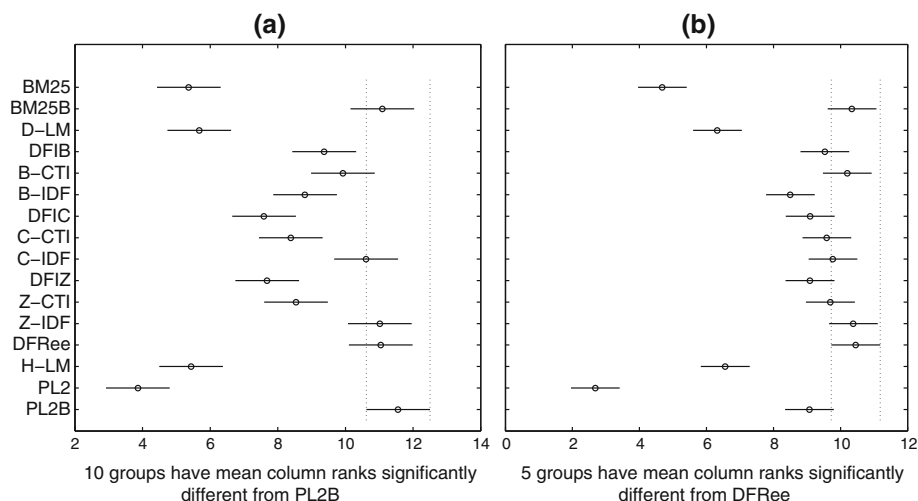 (a)
(b)
BM25
BM25B
D-LM
DFIB
B-CTI
B-IDF
DFIC
C-CTI
C-IDF
DFIZ
Z-CTI
Z-IDF
DFRee
H-LM
PL2
PL2B
2 4 6 8 10 12 14
0 2 4 6 8 10 12
10 groups have mean column ranks significantly
different from PL2B
5 groups have mean column ranks significantly
different from DFRee